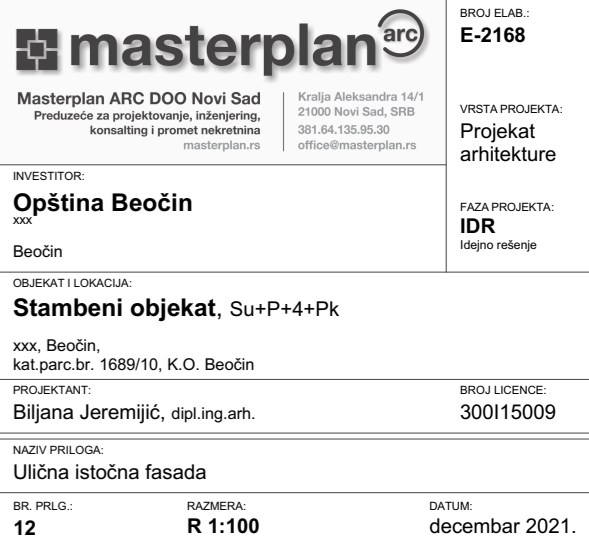 masterplan arc
Masterplan ARC DOO Novi Sad
Preduzeće za projektovanje, inženjering,
konsalting i promet nekretnina
masterplan.rs
Kralja Aleksandra 14/1
21000 Novi Sad, SRB
381.64.135.95.30
office@masterplan.rs
BROJ ELAB.:
E-2168
VRSTA PROJEKTA:
Projekat
arhitekture
INVESTITOR:
Opština Beočin
xxx
Beočin
FAZA PROJEKTA:
IDR
Idejno rešenje
OBJEKAT I LOKACIJA:
Stambeni objekat, Su+P+4+Pk
xxx, Beočin,
kat.parc.br. 1689/10, K.O. Beočin
PROJEKTANT:
Biljana Jeremijić, dipl.ing.arh.
BROJ LICENCE:
300I15009
NAZIV PRILOGA:
Ulična istočna fasada
BR. PRLG.:
12
RAZMERA:
R 1:100
DATUM:
decembar 2021.